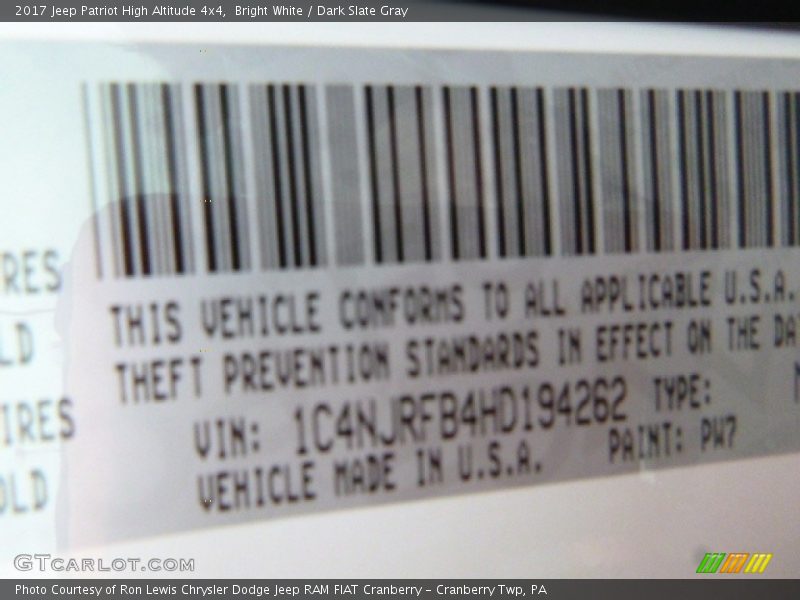 2017 Jeep Patriot High Altitude 4x4,  Bright White / Dark Slate Gray
RES
LD
IRES
OLD
THIS VEHICLE CONFORMS TO ALL APPLICABLE U.S.A.
THEFT PREVENTION STANDARDS IN EFFECT ON THE DA
VIN: 1C4NJRFB4HD194262 TYPE:
VEHICLE MADE IN U.S.A. PAINT: PW7
GTCARLOT.COM
Photo Courtesy of Ron Lewis Chrysler Dodge Jeep RAM FIAT Cranberry – Cranberry Twp, PA